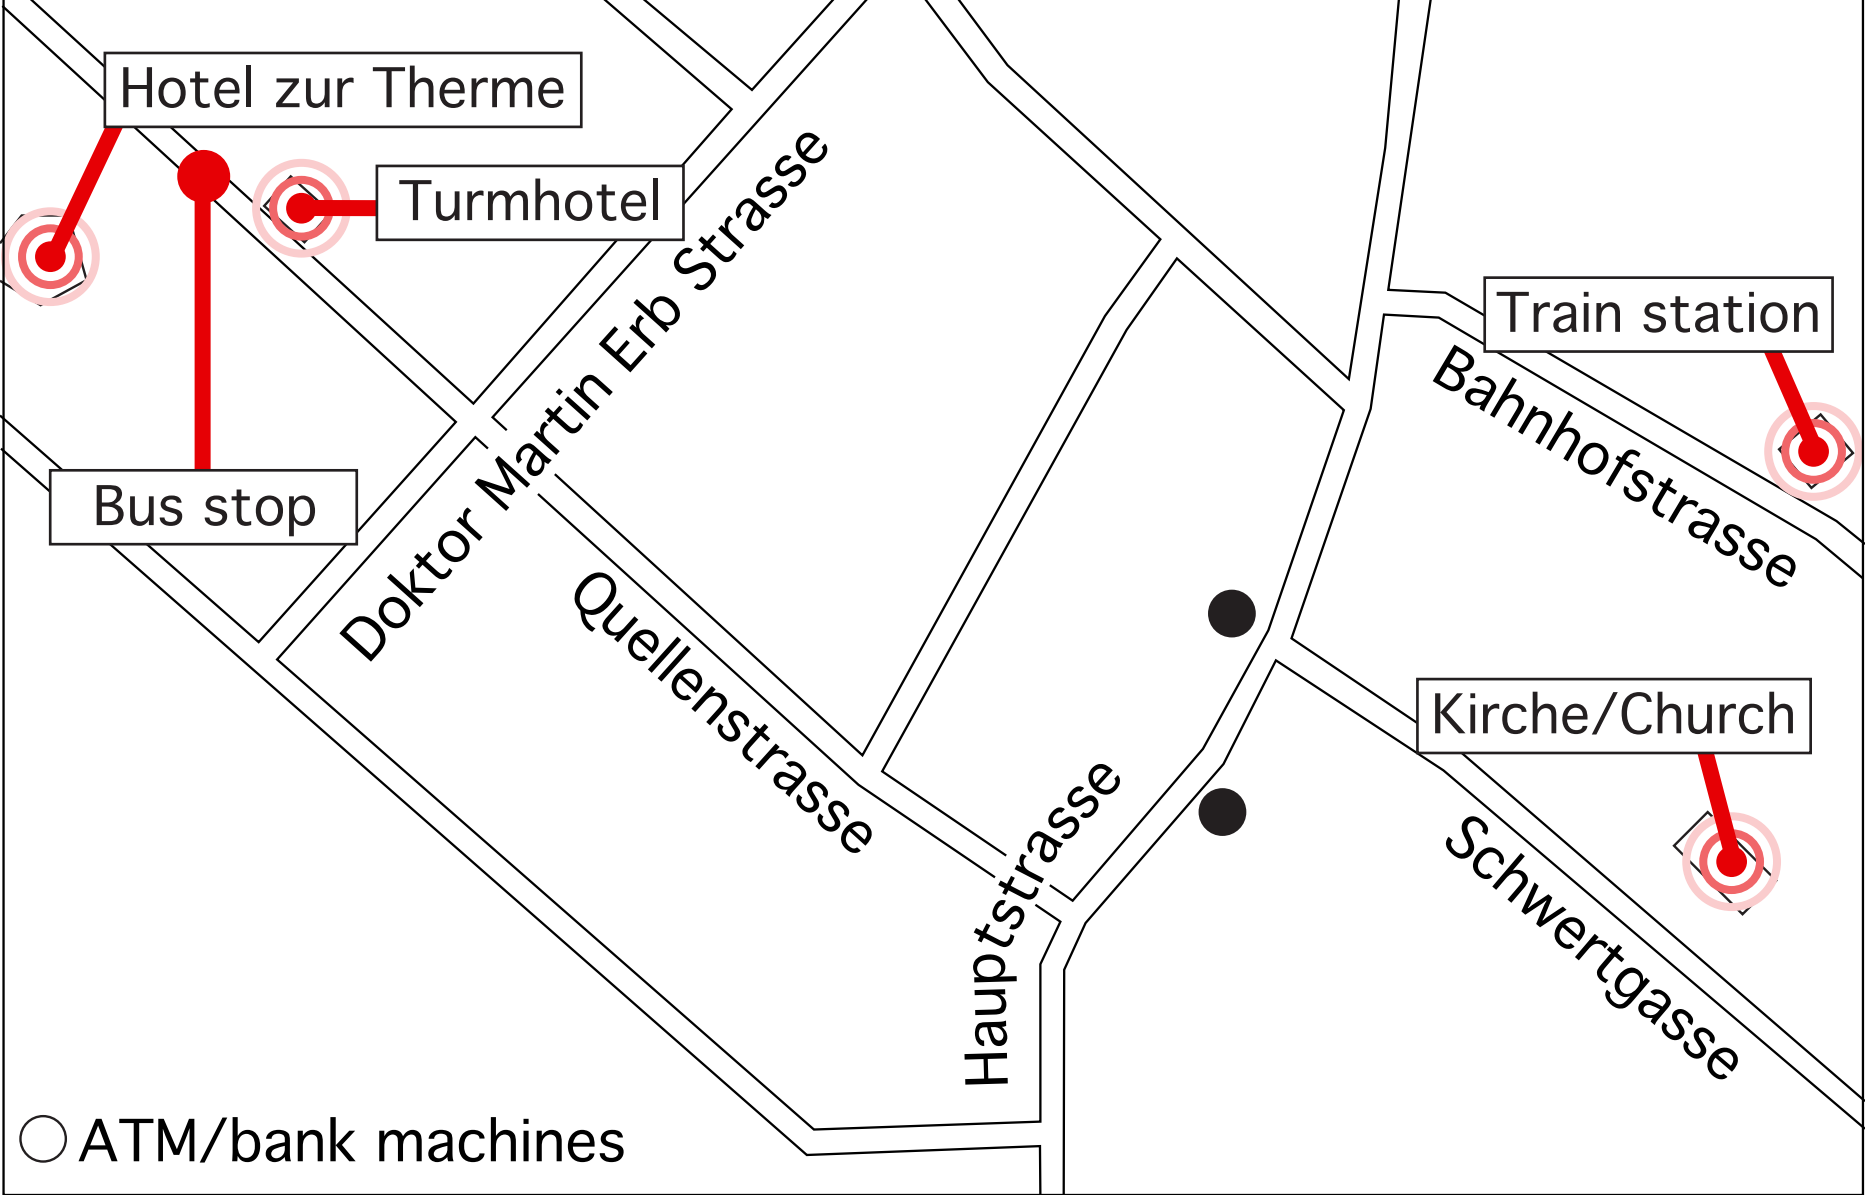 Hotel zur Therme
Turmhotel
Doktor Martin Erb Strasse
Train station
Bahnhofstrasse
Bus stop
Quellenstrasse
Kirche/Church
Hauptstrasse
Schwertgasse
ATM/bank machines